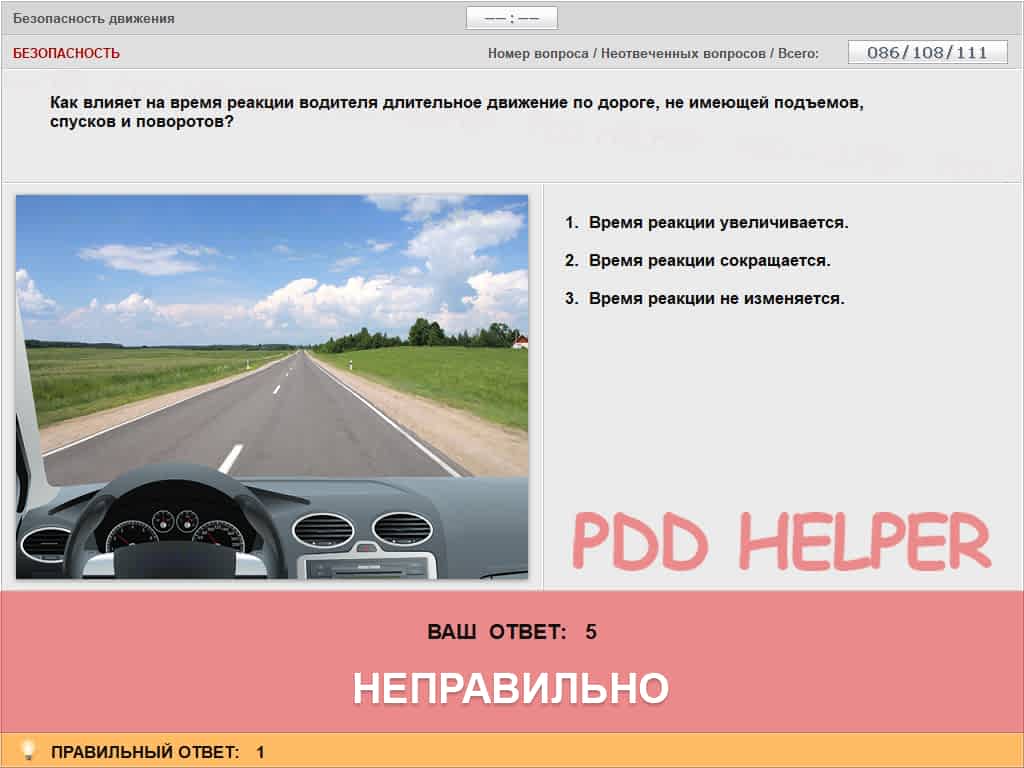 Безопасность движения
––:––
БЕЗОПАСНОСТЬ
Номер вопроса / Неотвеченных вопросов / Всего:
086/108/111
Как влияет на время реакции водителя длительное движение по дороге, не имеющей подъемов,
спусков и поворотов?
1. Время реакции увеличивается.
2. Время реакции сокращается.
3. Время реакции не изменяется.
PDD HELPER
ВАШ ОТВЕТ: 5
НЕПРАВИЛЬНО
ПРАВИЛЬНЫЙ ОТВЕТ: 1